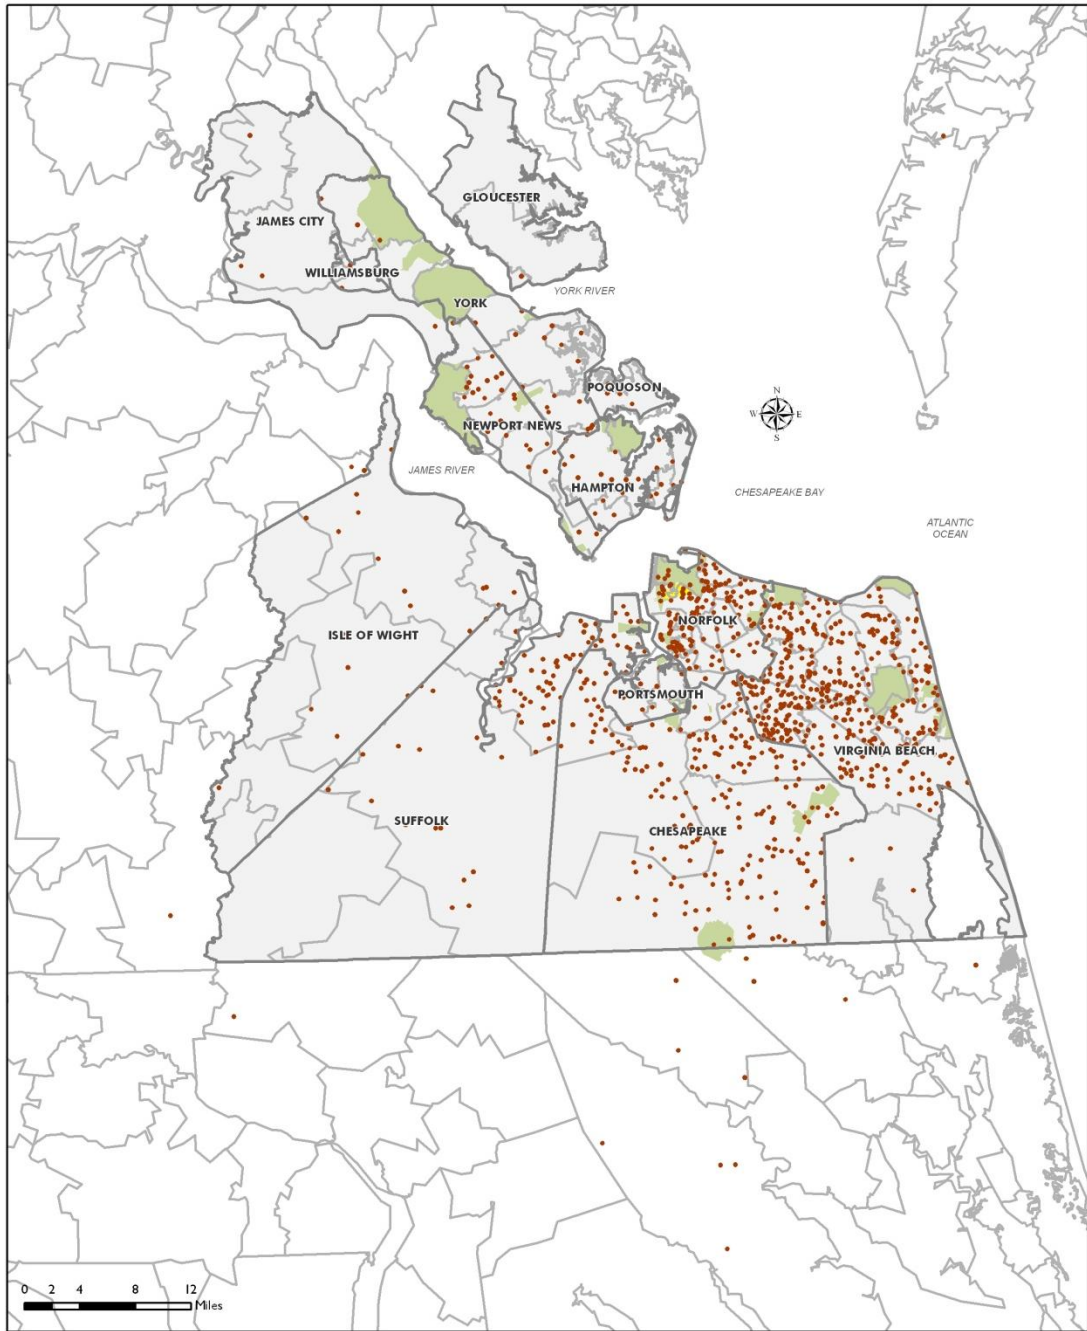 GLOUCESTER
JAMES CITY
WILLIAMSBURG
YORK RIVER
YORK
POQUOSON
N
W E
S
NEWPORT NEWS
JAMES RIVER
HAMPTON
CHESAPEAKE BAY
ATLANTIC
OCEAN
NORFOLK
ISLE OF WIGHT
PORTSMOUTH
VIRGINIA BEACH
SUFFOLK
CHESAPEAKE
0 2 4 8 12
Miles